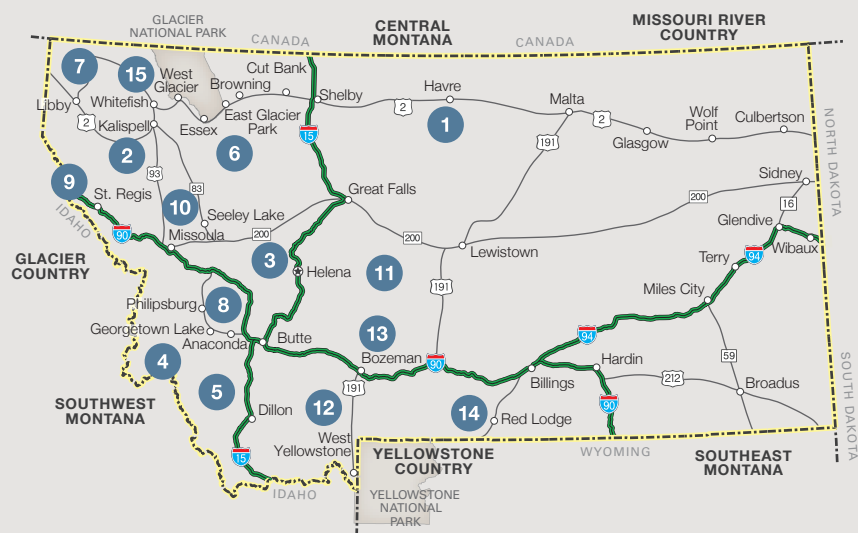 GLACIER
NATIONAL PARK
CANADA
CENTRAL
MONTANA
CANADA
MISSOURI RIVER
COUNTRY
7
15
West
Glacier
Cut Bank
Browning
Shelby
Havre
Libby
Whitefish
2
Malta
2
Wolf
Point
Culbertson
Kalispell
2
Essex
East Glacier
Park
15
1
191
Glasgow
NORTH DAKOTA
2
6
93
83
9
St. Regis
Great Falls
Sidney
200
16
10
Seeley Lake
IDAHO
90
Missoula
200
200
Lewistown
Glendive
Wibaux
94
GLACIER
COUNTRY
3
Helena
11
Terry
191
Miles City
8
Philipsburg
Georgetown Lake
Anaconda
Butte
13
94
Bozeman
90
59
4
Hardin
5
191
Billings
212
Broadus
SOUTH DAKOTA
SOUTHWEST
MONTANA
Dillon
12
14
Red Lodge
90
15
West
Yellowstone
YELLOWSTONE
COUNTRY
WYOMING
SOUTHEAST
MONTANA
IDAHO
YELLOWSTONE
NATIONAL
PARK